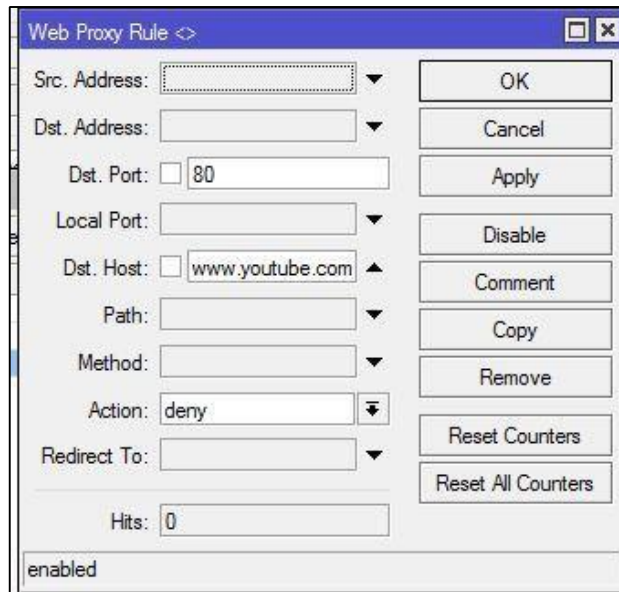 Web Proxy Rule <>
Src. Address:
OK
Dst. Address:
Cancel
Dst. Port: 80
Apply
Local Port:
Disable
Dst. Host: www.youtube.com
Comment
Path:
Copy
Method:
Remove
Action: deny
Reset Counters
Redirect To:
Reset All Counters
Hits: 0
enabled